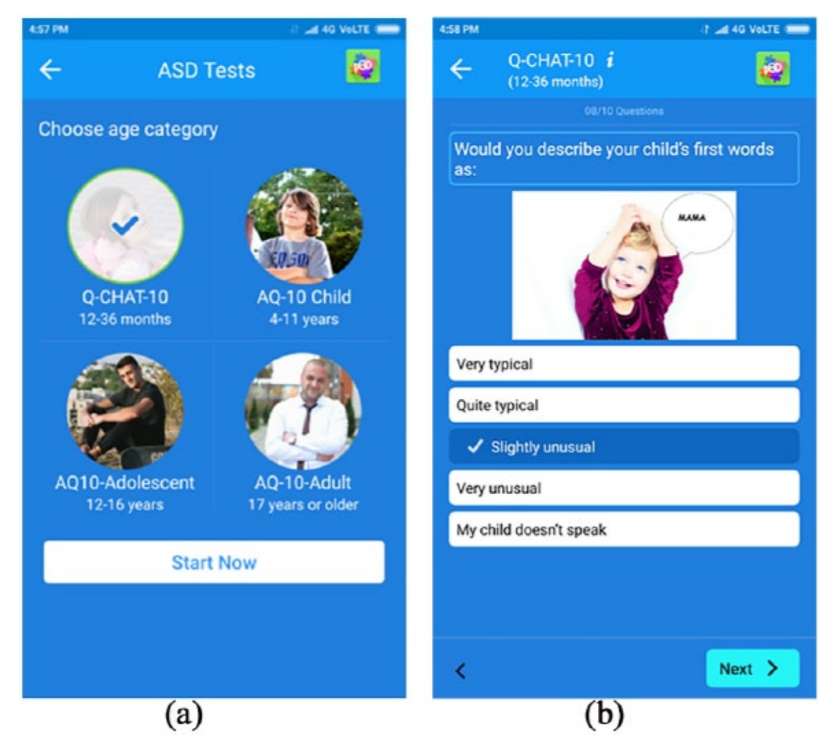 4:57 PM
4G VoLTE
ASD Tests
Choose age category
Q-CHAT-10
12-36 months
AQ-10 Child
4-11 years
AQ10-Adolescent
12-16 years
AQ-10-Adult
17 years or older
Start Now
(a)
4:58 PM
4G VoLTE
Q-CHAT-10 i
(12-36 months)
08/10 Questions
Would you describe your child's first words
as:
MAMA
Very typical
Quite typical
Slightly unusual
Very unusual
My child doesn't speak
Next
(b)